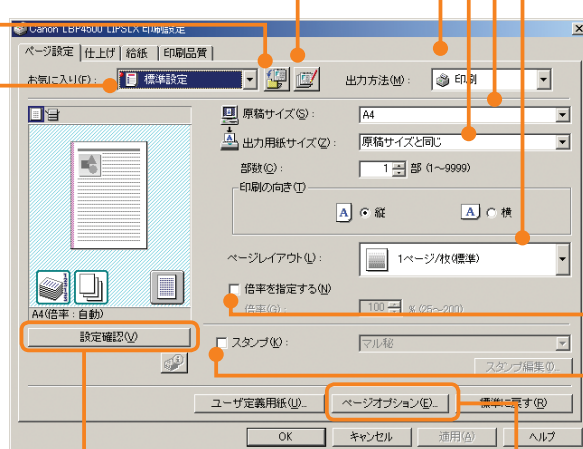 Canon LBP4500 LIPSLX 印刷設定
ページ設定 仕上げ 給紙 印刷品質
お気に入り(F): 標準設定 出力方法(M): 印刷
原稿サイズ(S): A4
出力用紙サイズ(Z): 原稿サイズと同じ
部数(C): 1 部 (1～9999)
印刷の向き(T)
A 縦 A 横
ページレイアウト(L): 1ページ/枚(標準)
倍率を指定する(N)
倍率(G): 100 % (25～200)
A4(倍率:自動)
設定確認(V)
スタンプ(K): マル秘
スタンプ編集(I)...
ユーザ定義用紙(U)... ページオプション(E)... 標準に戻す(R)
OK キャンセル 適用(A) ヘルプ